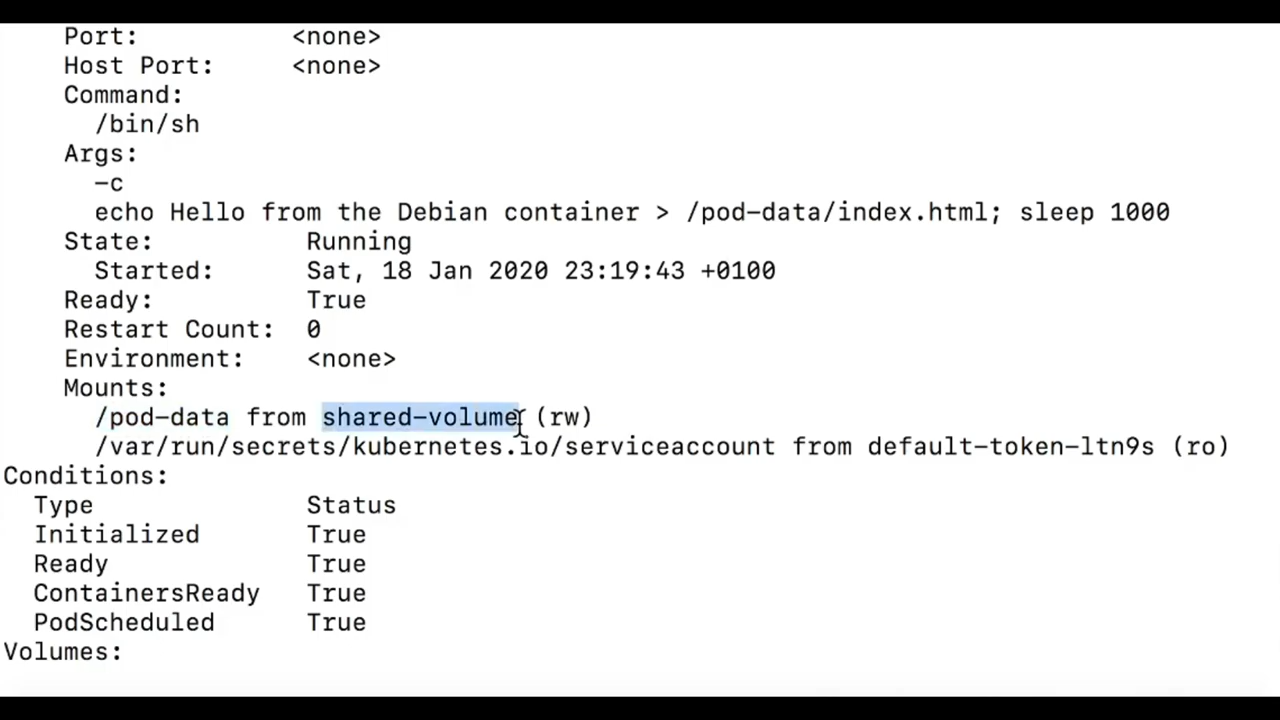 Port: <none>
Host Port: <none>
Command:
/bin/sh
Args:
-c
echo Hello from the Debian container > /pod-data/index.html; sleep 1000
State: Running
Started: Sat, 18 Jan 2020 23:19:43 +0100
Ready: True
Restart Count: 0
Environment: <none>
Mounts:
/pod-data from shared-volume (rw)
/var/run/secrets/kubernetes.io/serviceaccount from default-token-ltn9s (ro)
Conditions:
Type Status
Initialized True
Ready True
ContainersReady True
PodScheduled True
Volumes: